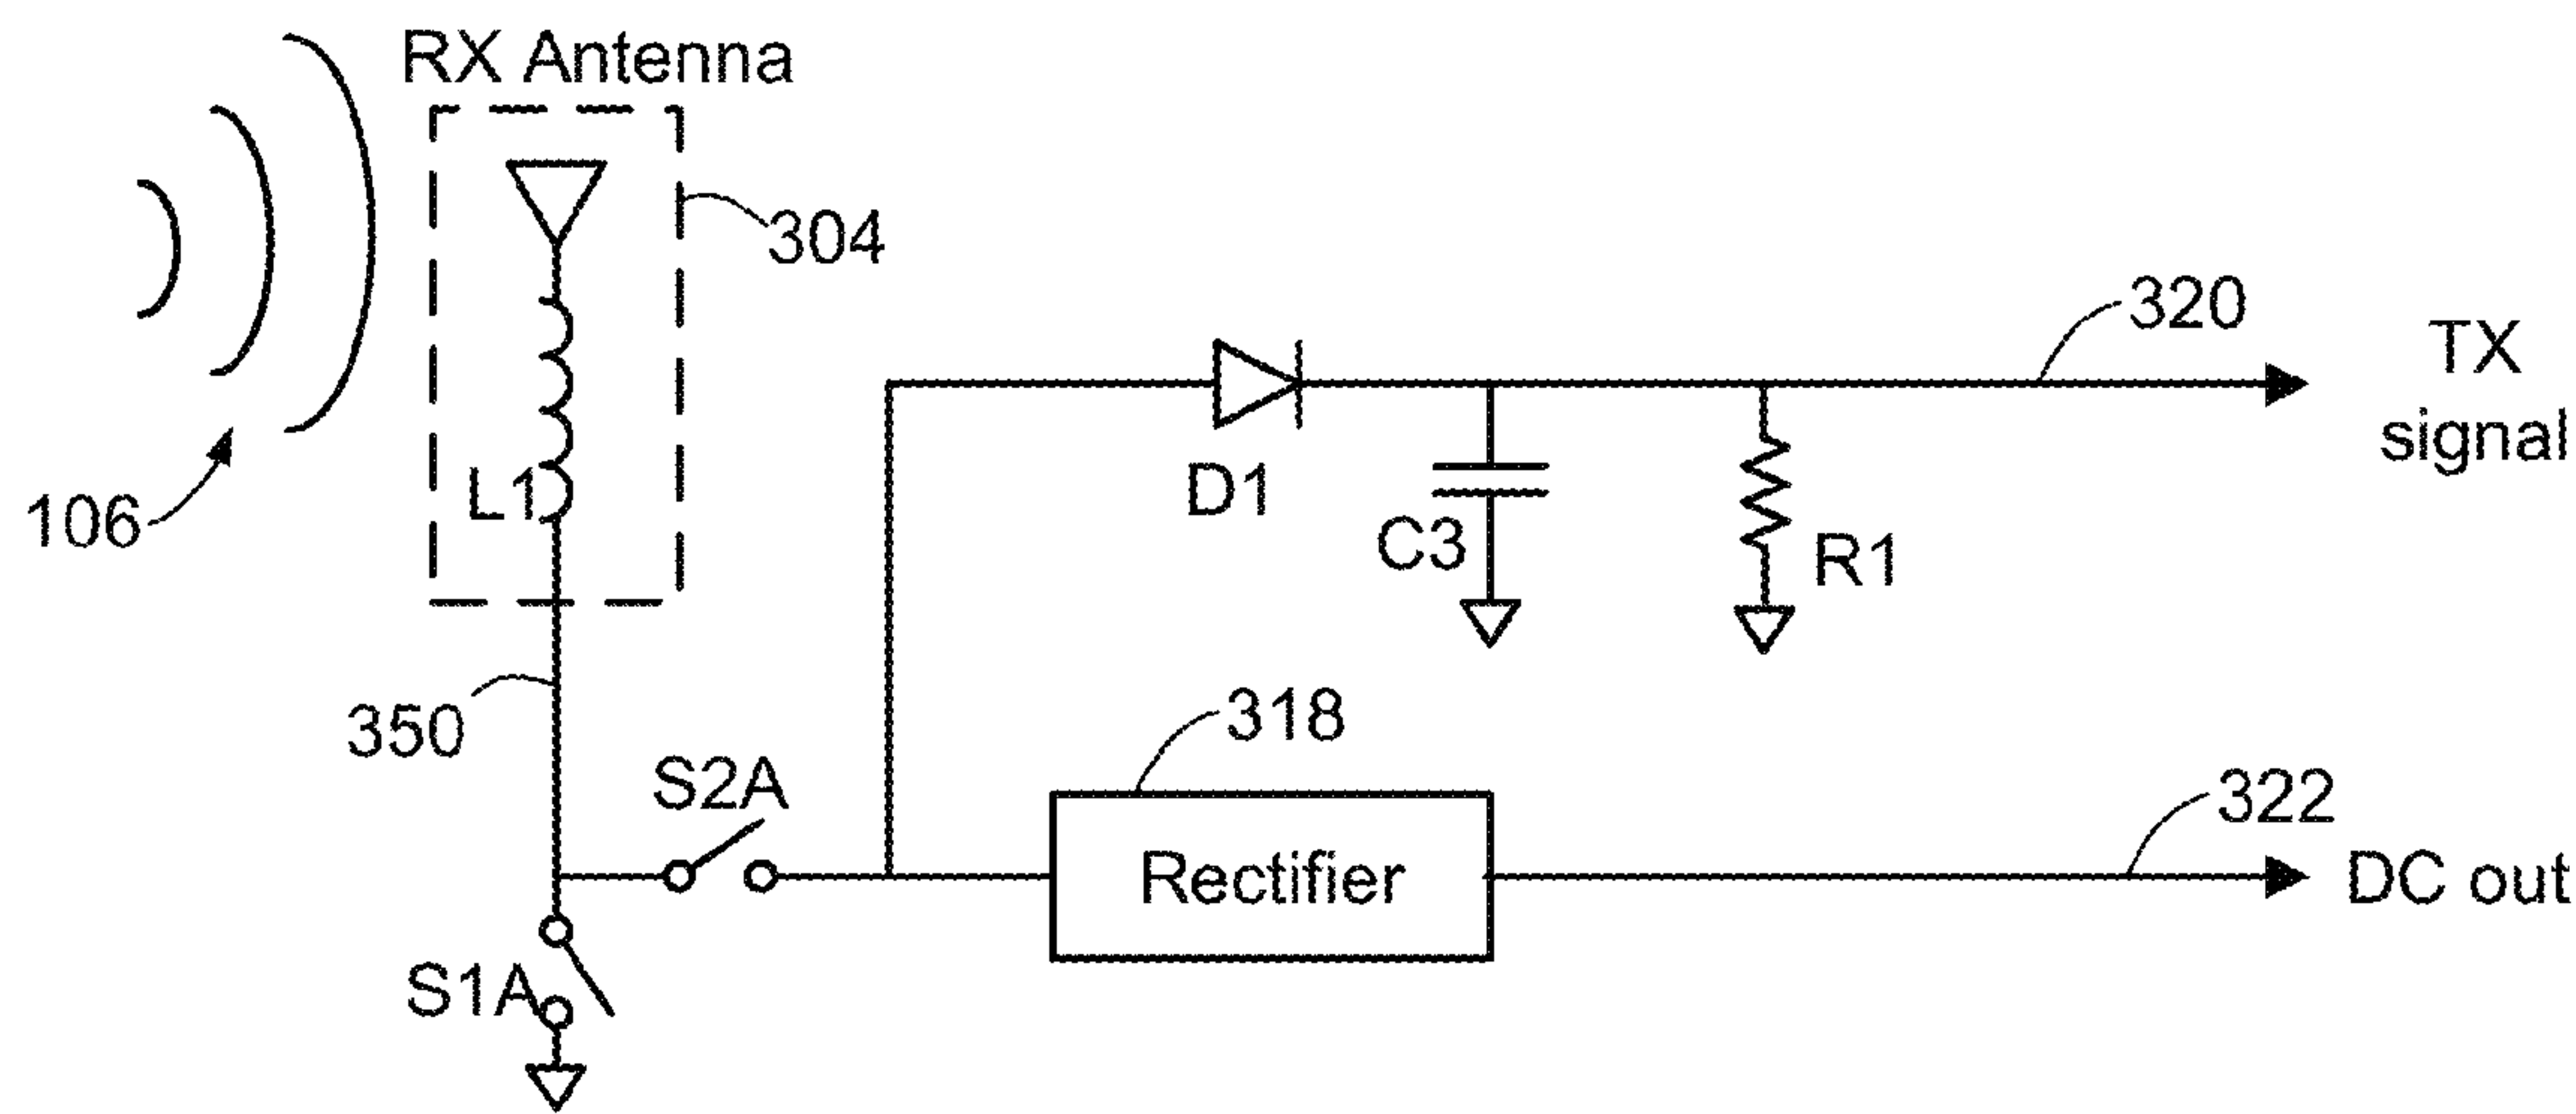 RX Antenna
304
106
L1
350
320
TX
signal
D1
C3
R1
318
S2A
322
Rectifier
DC out
S1A